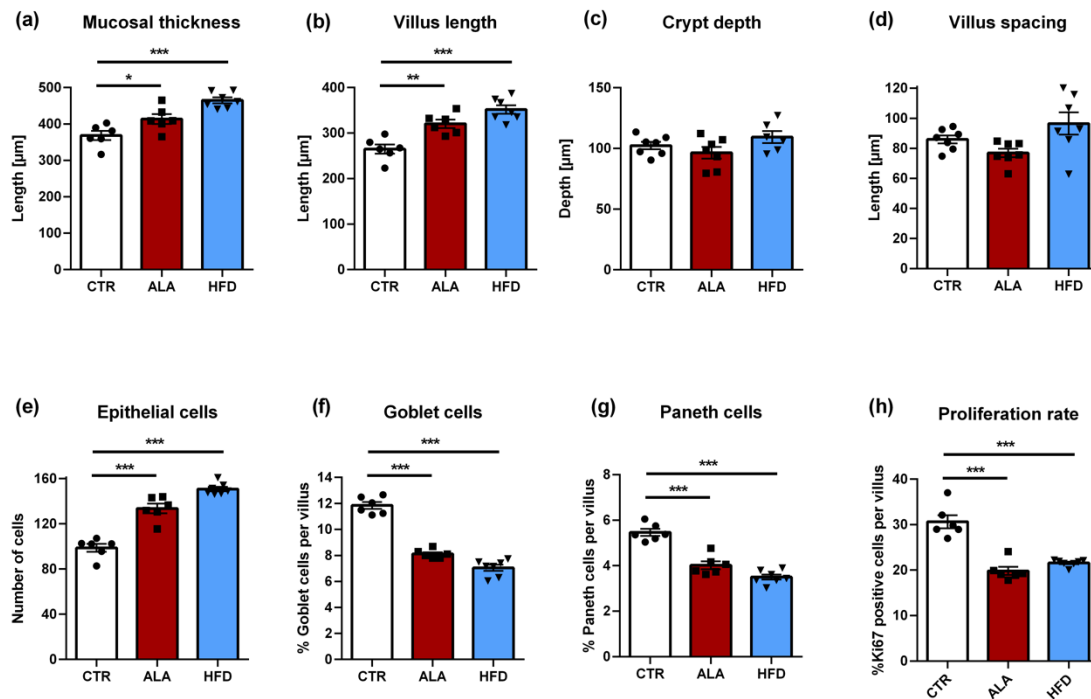 (a) Mucosal thickness
***
*
500
400
300
200
100
0
Length [µm]
CTR ALA HFD
(b) Villus length
***
**
400
300
200
100
0
Length [µm]
CTR ALA HFD
(c) Crypt depth
150
100
50
0
Depth [µm]
CTR ALA HFD
(d) Villus spacing
120
100
80
60
40
20
0
Length [µm]
CTR ALA HFD
(e) Epithelial cells
***
***
160
120
80
40
0
Number of cells
CTR ALA HFD
(f) Goblet cells
***
***
14
12
10
8
6
4
2
0
% Goblet cells per villus
CTR ALA HFD
(g) Paneth cells
***
***
8
6
4
2
0
% Paneth cells per villus
CTR ALA HFD
(h) Proliferation rate
***
***
40
30
20
10
0
%Ki67 positive cells per villus
CTR ALA HFD